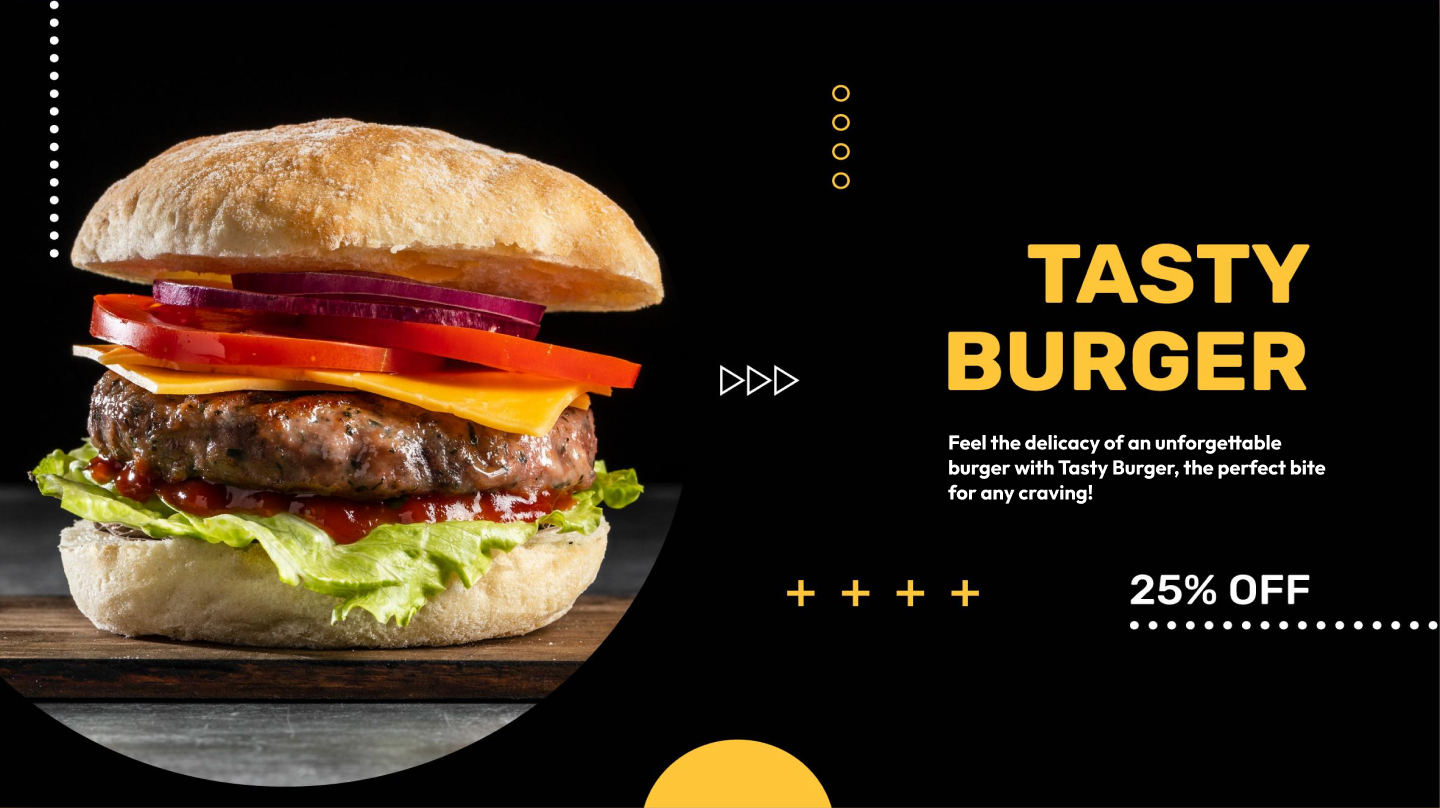 TASTY
BURGER
Feel the delicacy of an unforgettable
burger with Tasty Burger, the perfect bite
for any craving!
25% OFF